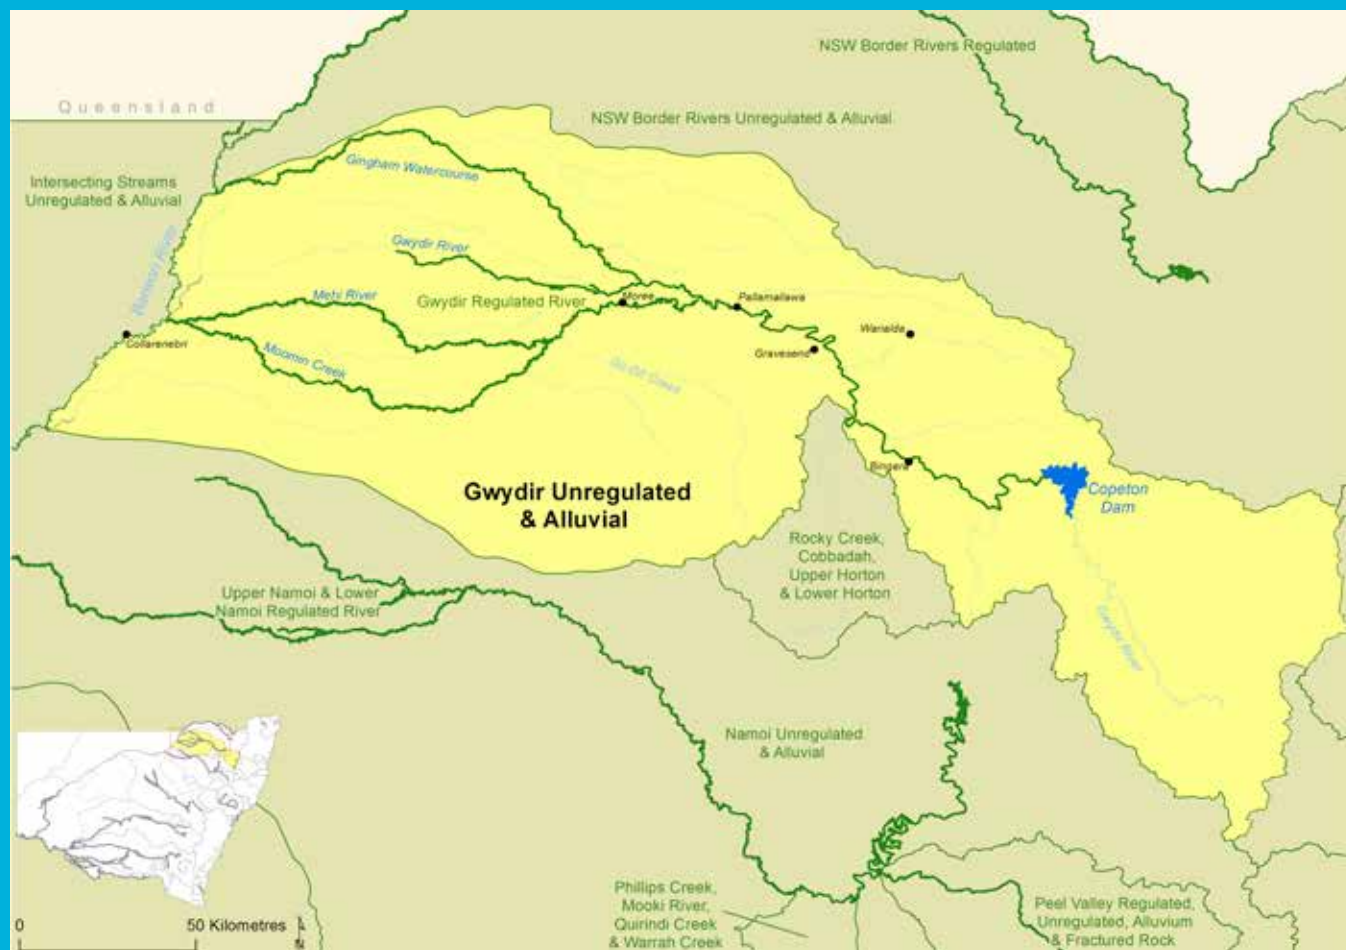 NSW Border Rivers Regulated
Queensland
NSW Border Rivers Unregulated & Alluvial
Gingham Watercourse
Intersecting Streams
Unregulated & Alluvial
Gwydir River
Mehi River
Gwydir Regulated River
Moree
Pallamallawa
Warialda
Collarenebri
Moomin Creek
Gravesend
Bingara
Gwydir Unregulated
& Alluvial
Copeton
Dam
Rocky Creek,
Cobbadah,
Upper Horton
& Lower Horton
Upper Namoi & Lower
Namoi Regulated River
Gwydir River
Namoi Unregulated
& Alluvial
Phillips Creek,
Mooki River,
Quirindi Creek
& Warrah Creek
Peel Valley Regulated,
Unregulated, Alluvium
& Fractured Rock
0
50 Kilometres